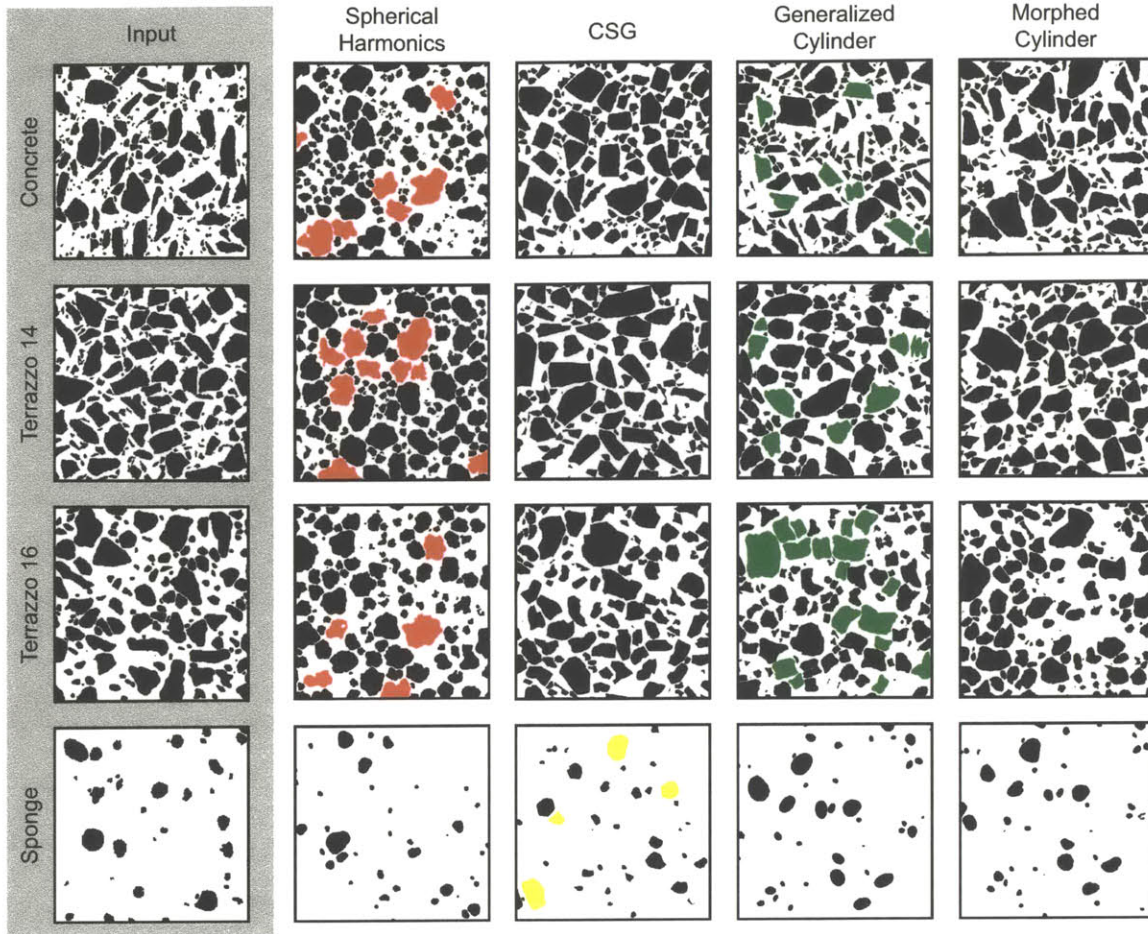 Input
Spherical
Harmonics
CSG
Generalized
Cylinder
Morphed
Cylinder
Concrete
Terrazzo 14
Terrazzo 16
Sponge